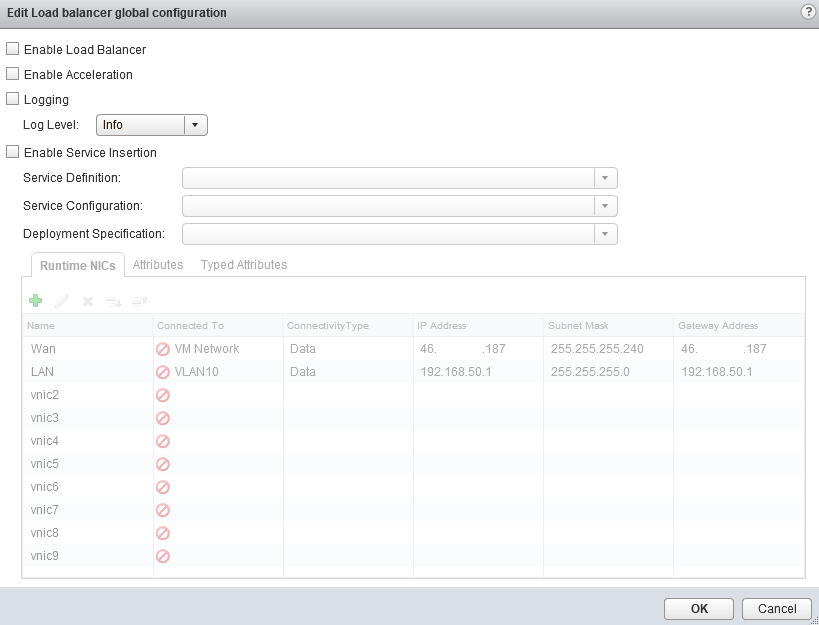 Edit Load balancer global configuration
?
Enable Load Balancer
Enable Acceleration
Logging
Log Level: Info
Enable Service Insertion
Service Definition:
Service Configuration:
Deployment Specification:
Runtime NICs Attributes Typed Attributes
Name Connected To ConnectivityType IP Address Subnet Mask Gateway Address
Wan VM Network Data 46. .187 255.255.255.240 46. .187
LAN VLAN10 Data 192.168.50.1 255.255.255.0 192.168.50.1
vnic2
vnic3
vnic4
vnic5
vnic6
vnic7
vnic8
vnic9
OK Cancel